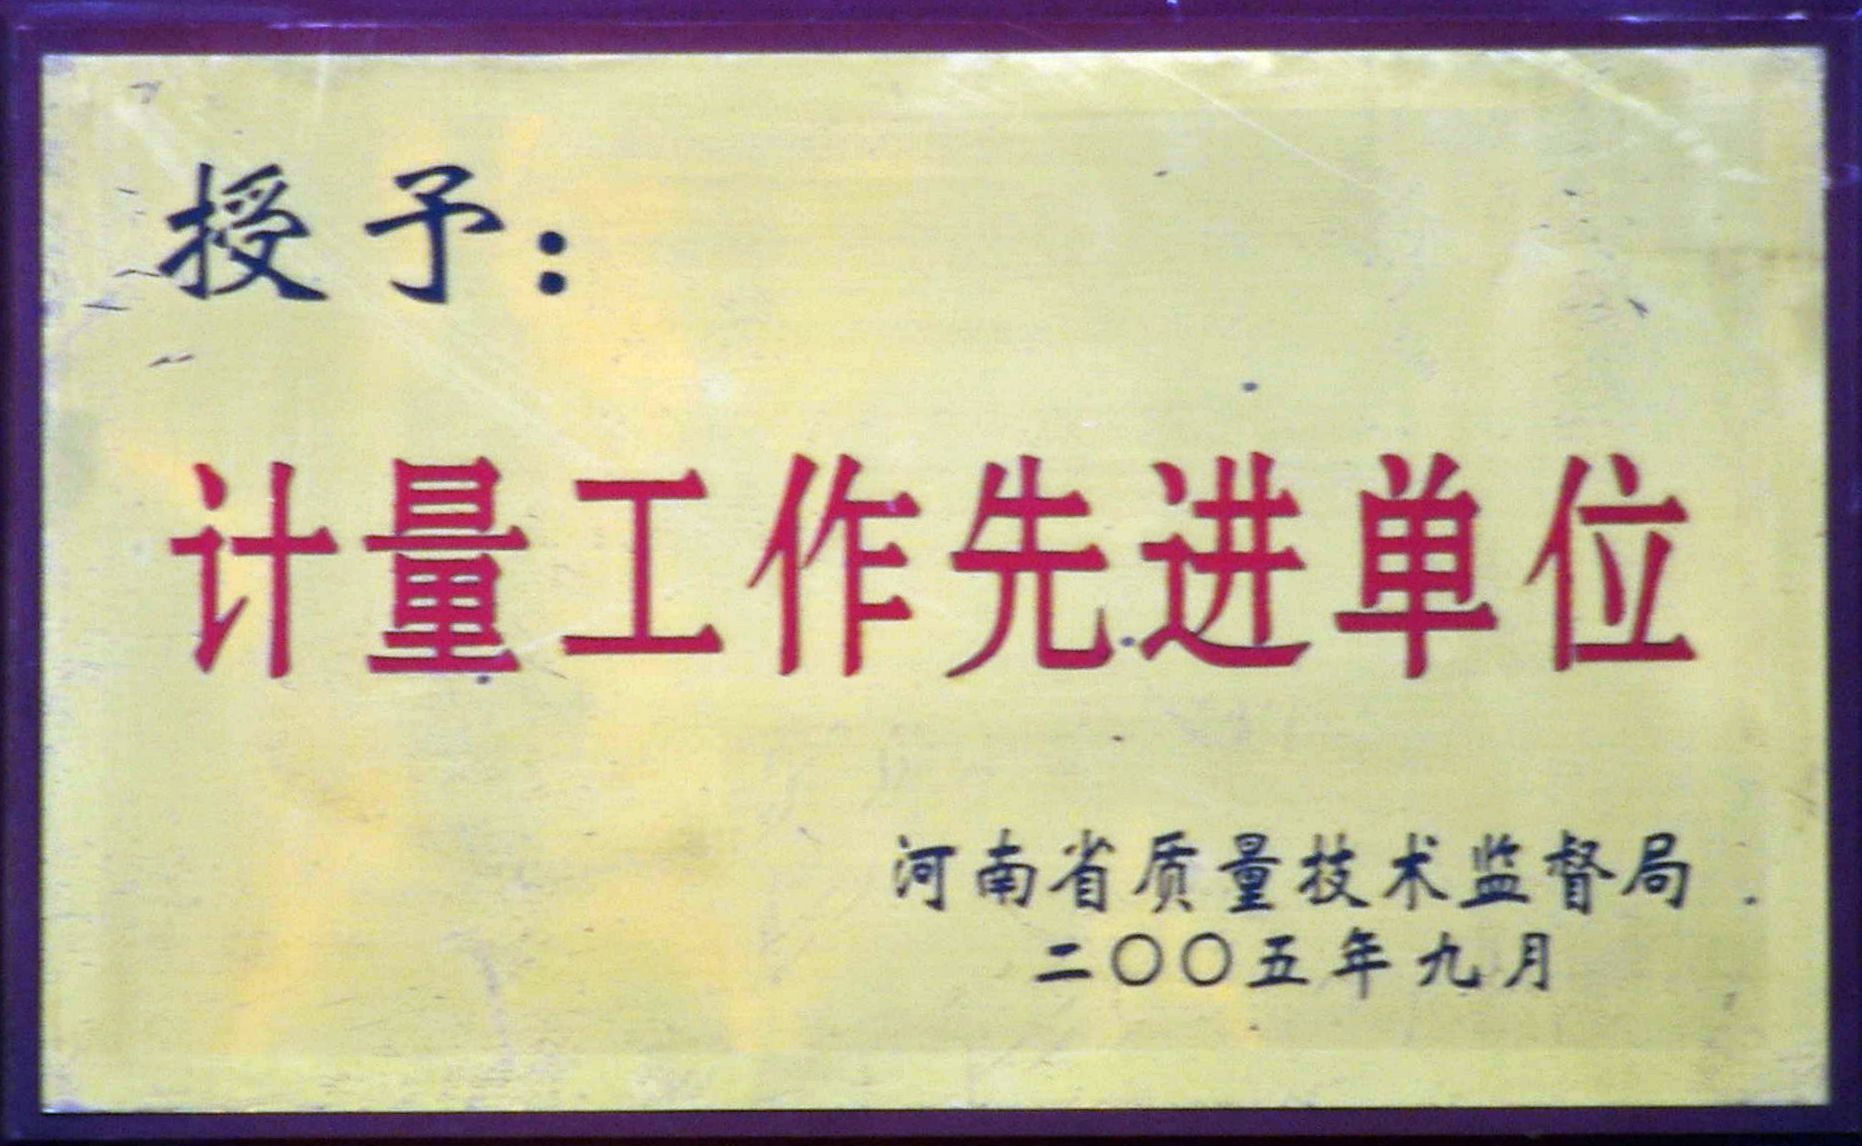 授予:
计量工作先进单位
河南省质量技术监督局
二〇〇五年九月